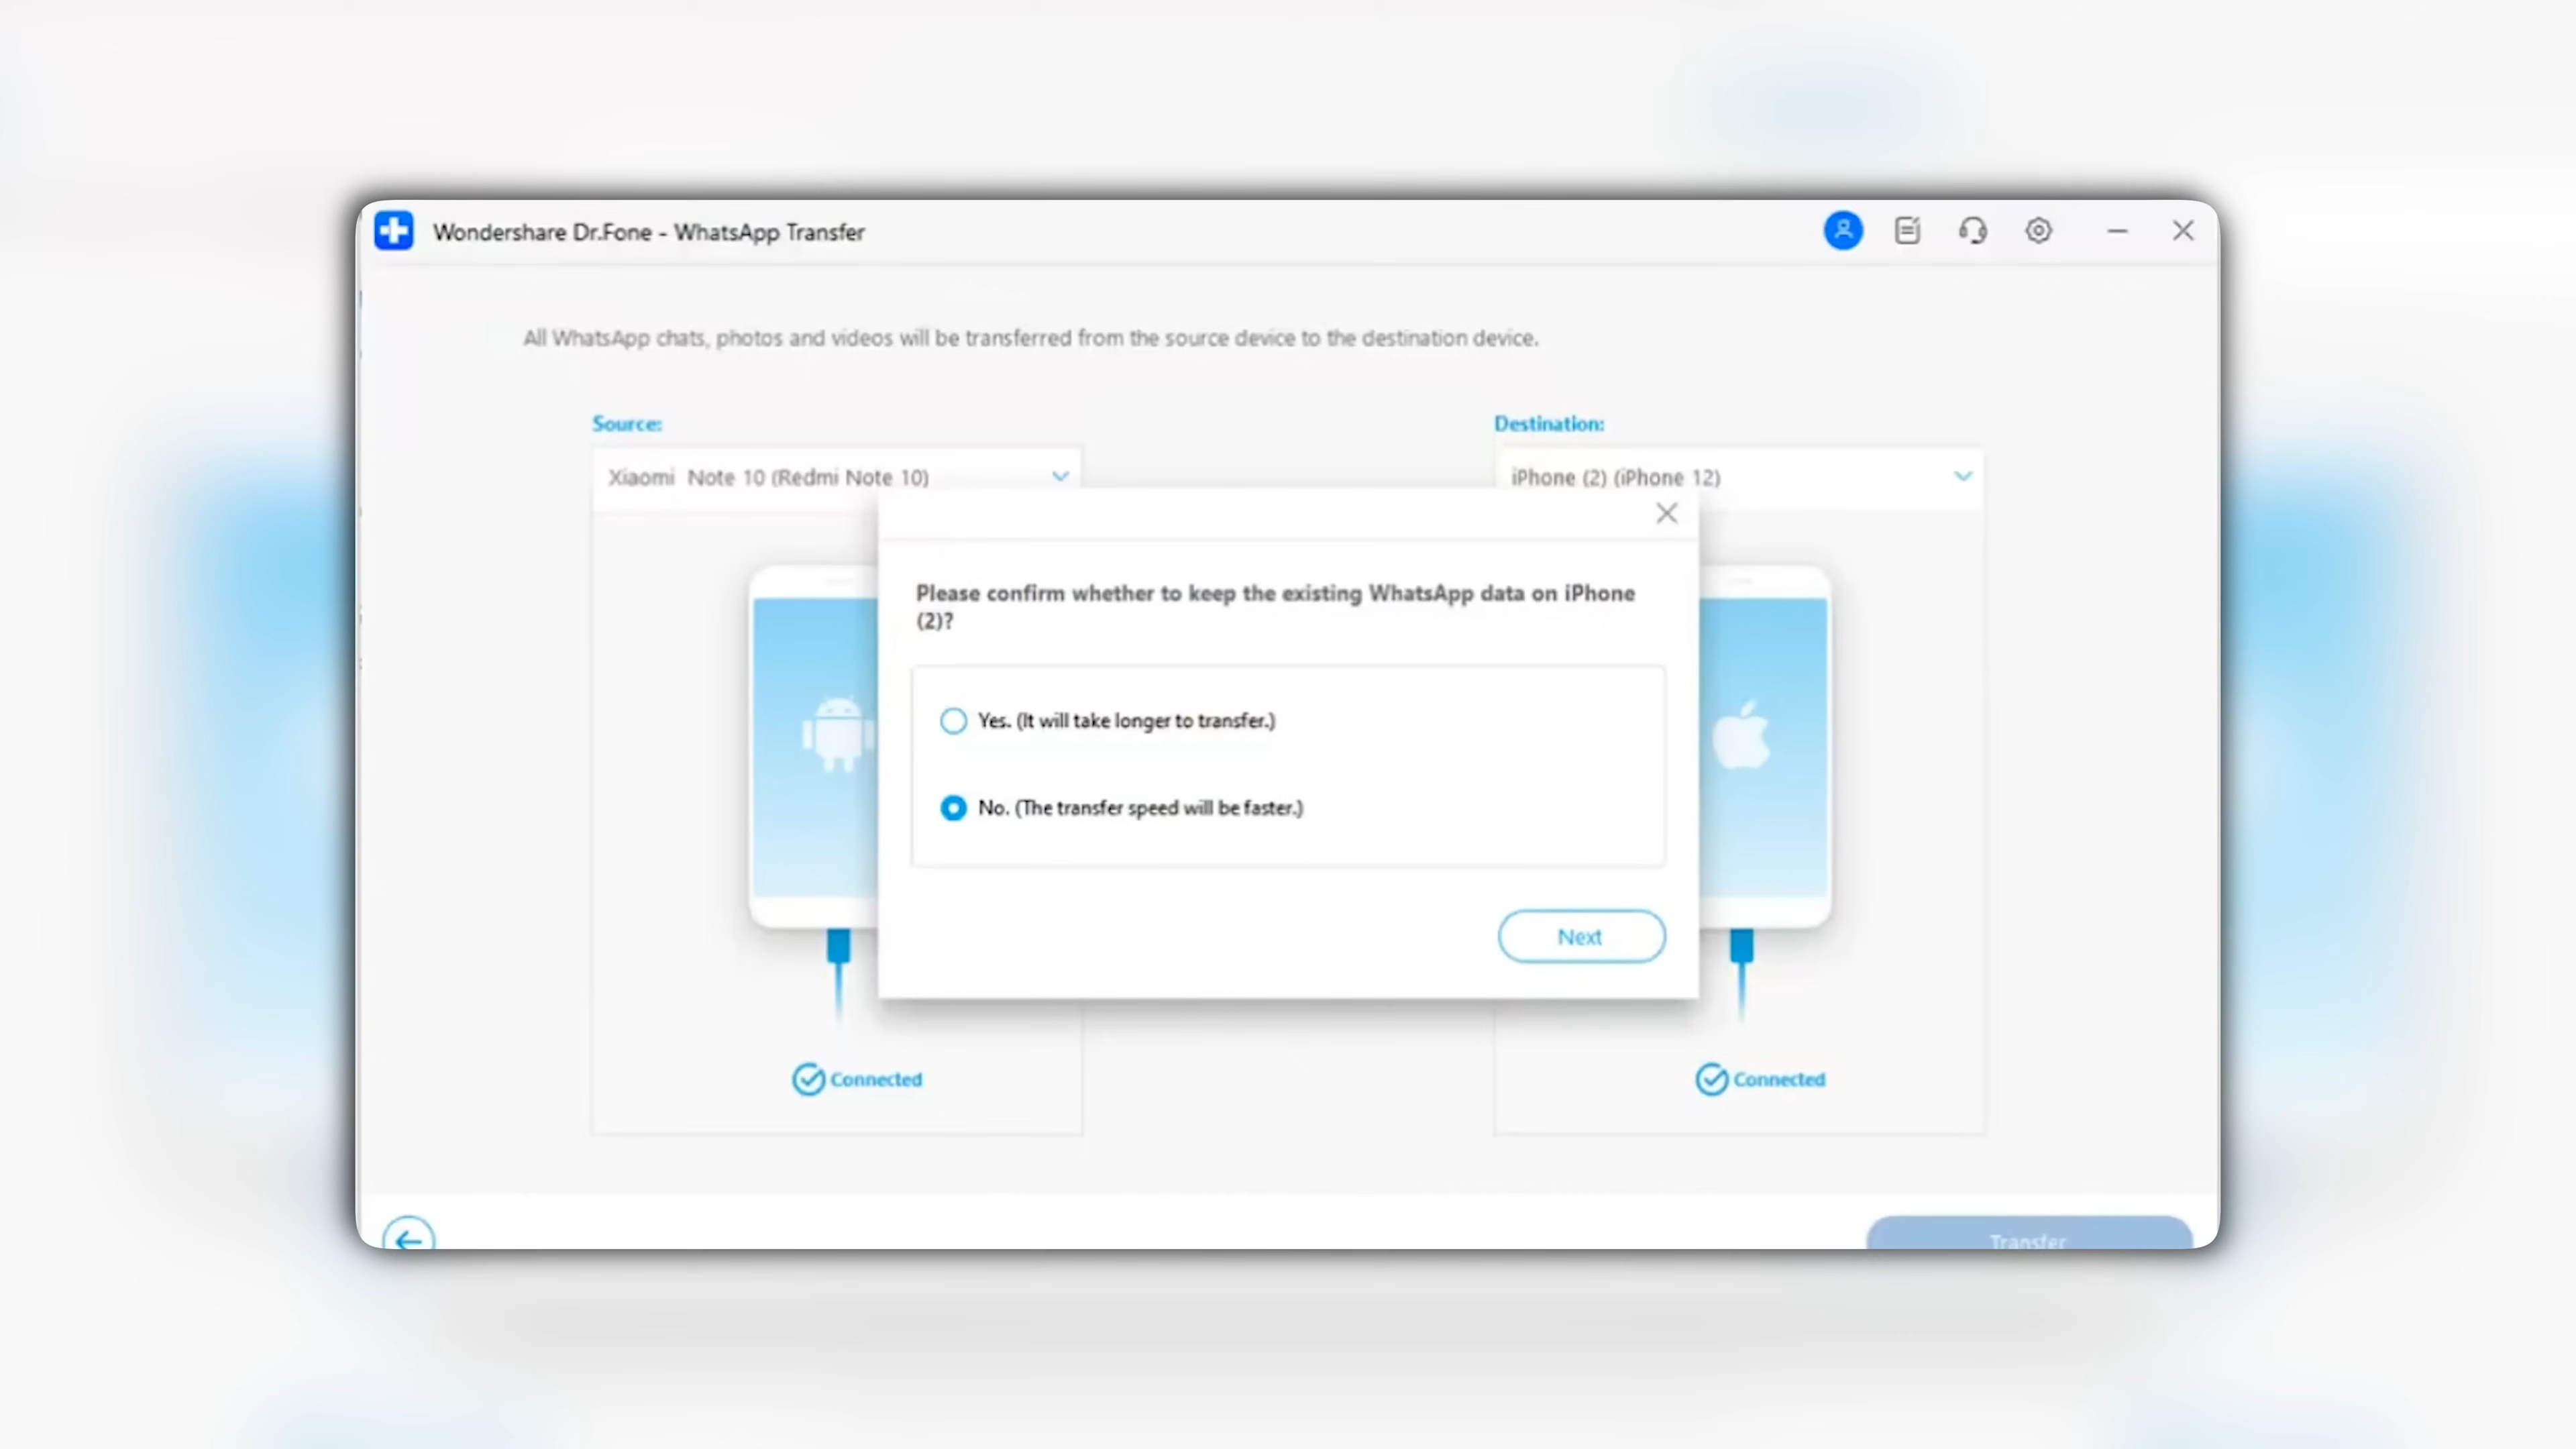 Wondershare Dr.Fone - WhatsApp Transfer
All WhatsApp chats, photos and videos will be transferred from the source device to the destination device.
Source:
Destination:
Xiaomi Note 10 (Redmi Note 10)
iPhone (2) (iPhone 12)
Please confirm whether to keep the existing WhatsApp data on iPhone
(2)?
Yes. (It will take longer to transfer.)
No. (The transfer speed will be faster.)
Next
Connected
Connected
Transfer